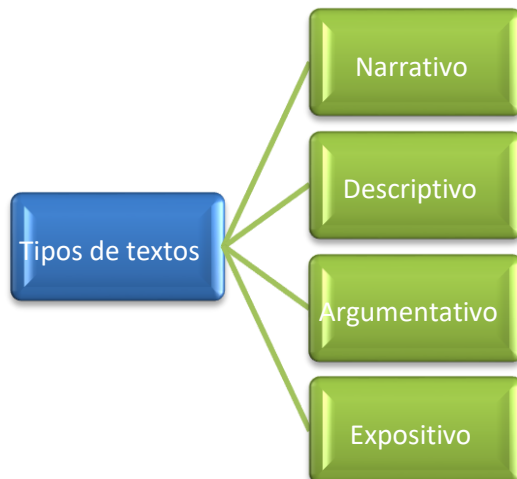 Narrativo
Descriptivo
Tipos de textos
Argumentativo
Expositivo